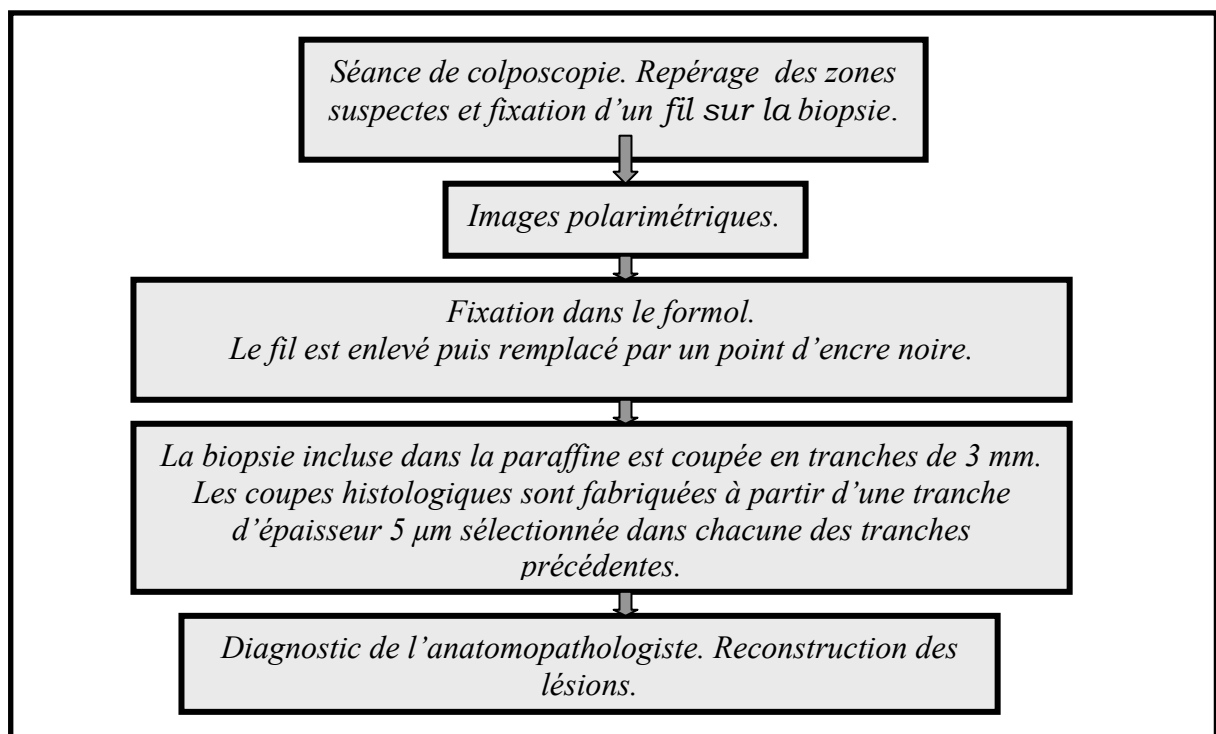 Séance de colposcopie. Repérage des zones
suspectes et fixation d’un fil sur la biopsie.
Images polarimétriques.
Fixation dans le formol.
Le fil est enlevé puis remplacé par un point d’encre noire.
La biopsie incluse dans la paraffine est coupée en tranches de 3 mm.
Les coupes histologiques sont fabriquées à partir d’une tranche
d’épaisseur 5 µm sélectionnée dans chacune des tranches
précédentes.
Diagnostic de l’anatomopathologiste. Reconstruction des
lésions.